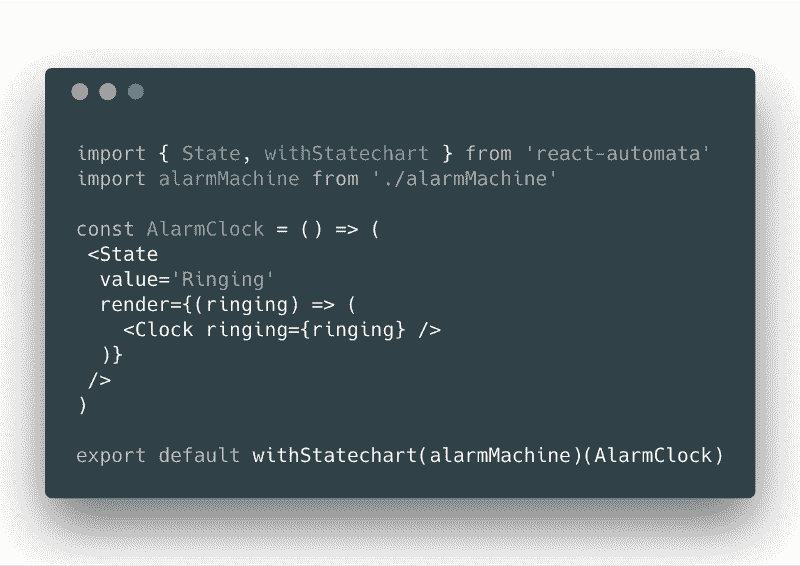 import { State, withStatechart } from 'react-automata'
import alarmMachine from './alarmMachine'

const AlarmClock = () => (
 <State
  value='Ringing'
  render={(ringing) => (
    <Clock ringing={ringing} />
  )}
 />
)

export default withStatechart(alarmMachine)(AlarmClock)